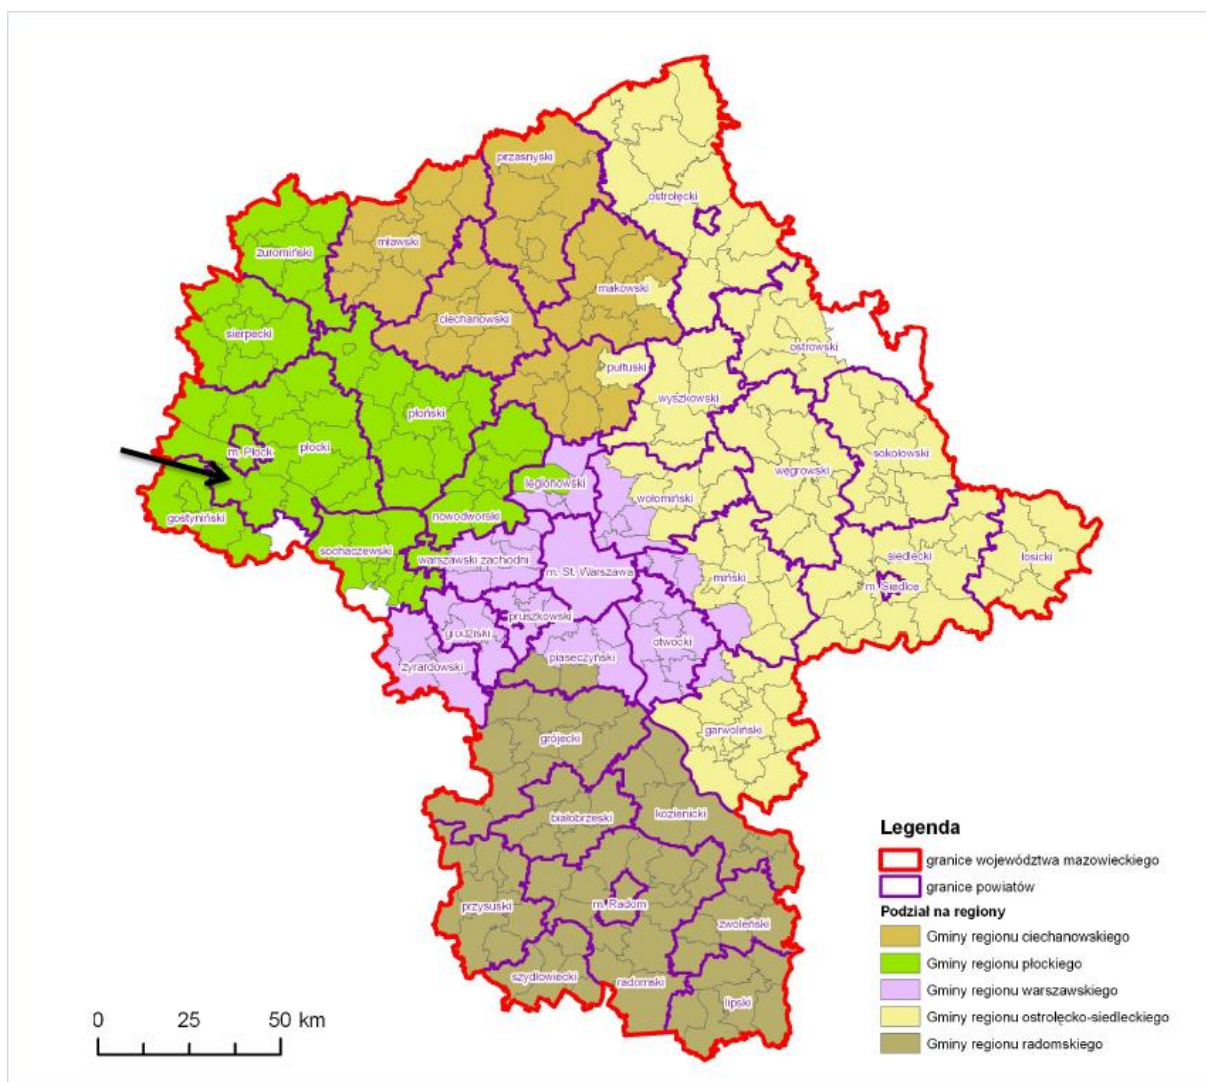 przasnyski
ostrołęcki
żuromiński
mławski
makowski
ciechanowski
sierpecki
ostrowski
pułtuski
wyszkowski
płoński
m. Płock
płocki
sokołowski
węgrowski
legionowski
wołomiński
gostyniński
nowodworski
sochaczewski
warszawski zachodni
siedlecki
łosicki
m. St. Warszawa
miński
m. Siedlce
pruszkowski
grodziski
otwocki
piaseczyński
żyrardowski
garwoliński
grójecki
białobrzeski
kozienicki
przysuski
m. Radom
zwoleński
szydłowiecki
radomski
lipski
Legenda
granice województwa mazowieckiego
granice powiatów
Podział na regiony
Gminy regionu ciechanowskiego
Gminy regionu płockiego
Gminy regionu warszawskiego
Gminy regionu ostrołęcko-siedleckiego
Gminy regionu radomskiego
0 25 50 km